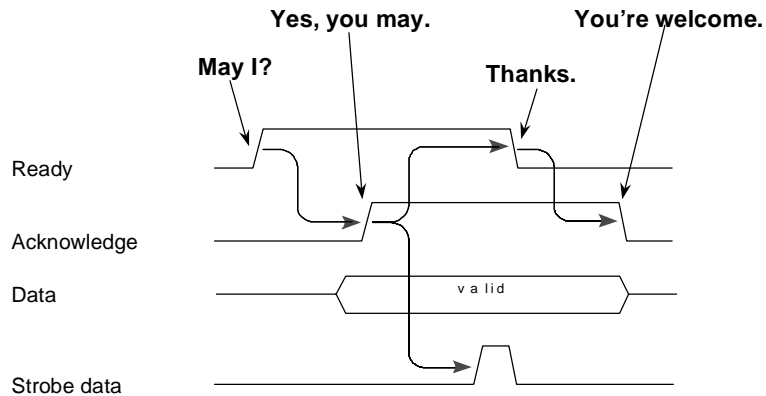 Yes, you may.
You’re welcome.
May I?
Thanks.
Ready
Acknowledge
Data
valid
Strobe data